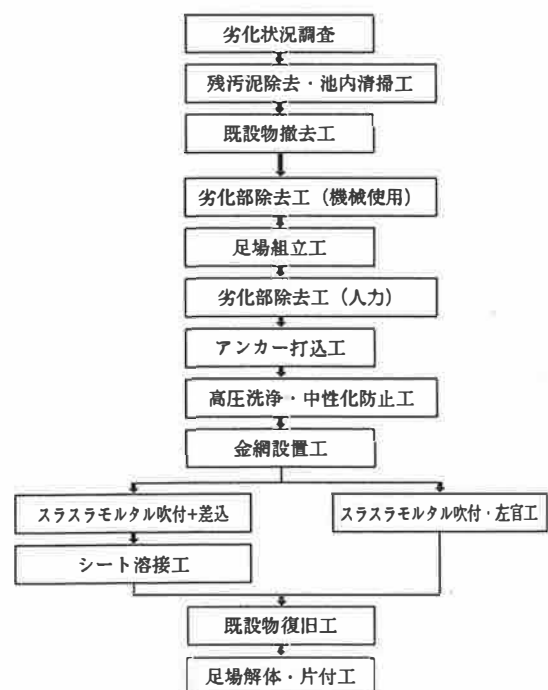 劣化状況調査
残汚泥除去・池内清掃工
既設物撤去工
劣化部除去工（機械使用）
足場組立工
劣化部除去工（人力）
アンカー打込工
高圧洗浄・中性化防止工
金網設置工
スラスラモルタル吹付+差込
スラスラモルタル吹付・左官工
シート溶接工
既設物復旧工
足場解体・片付工